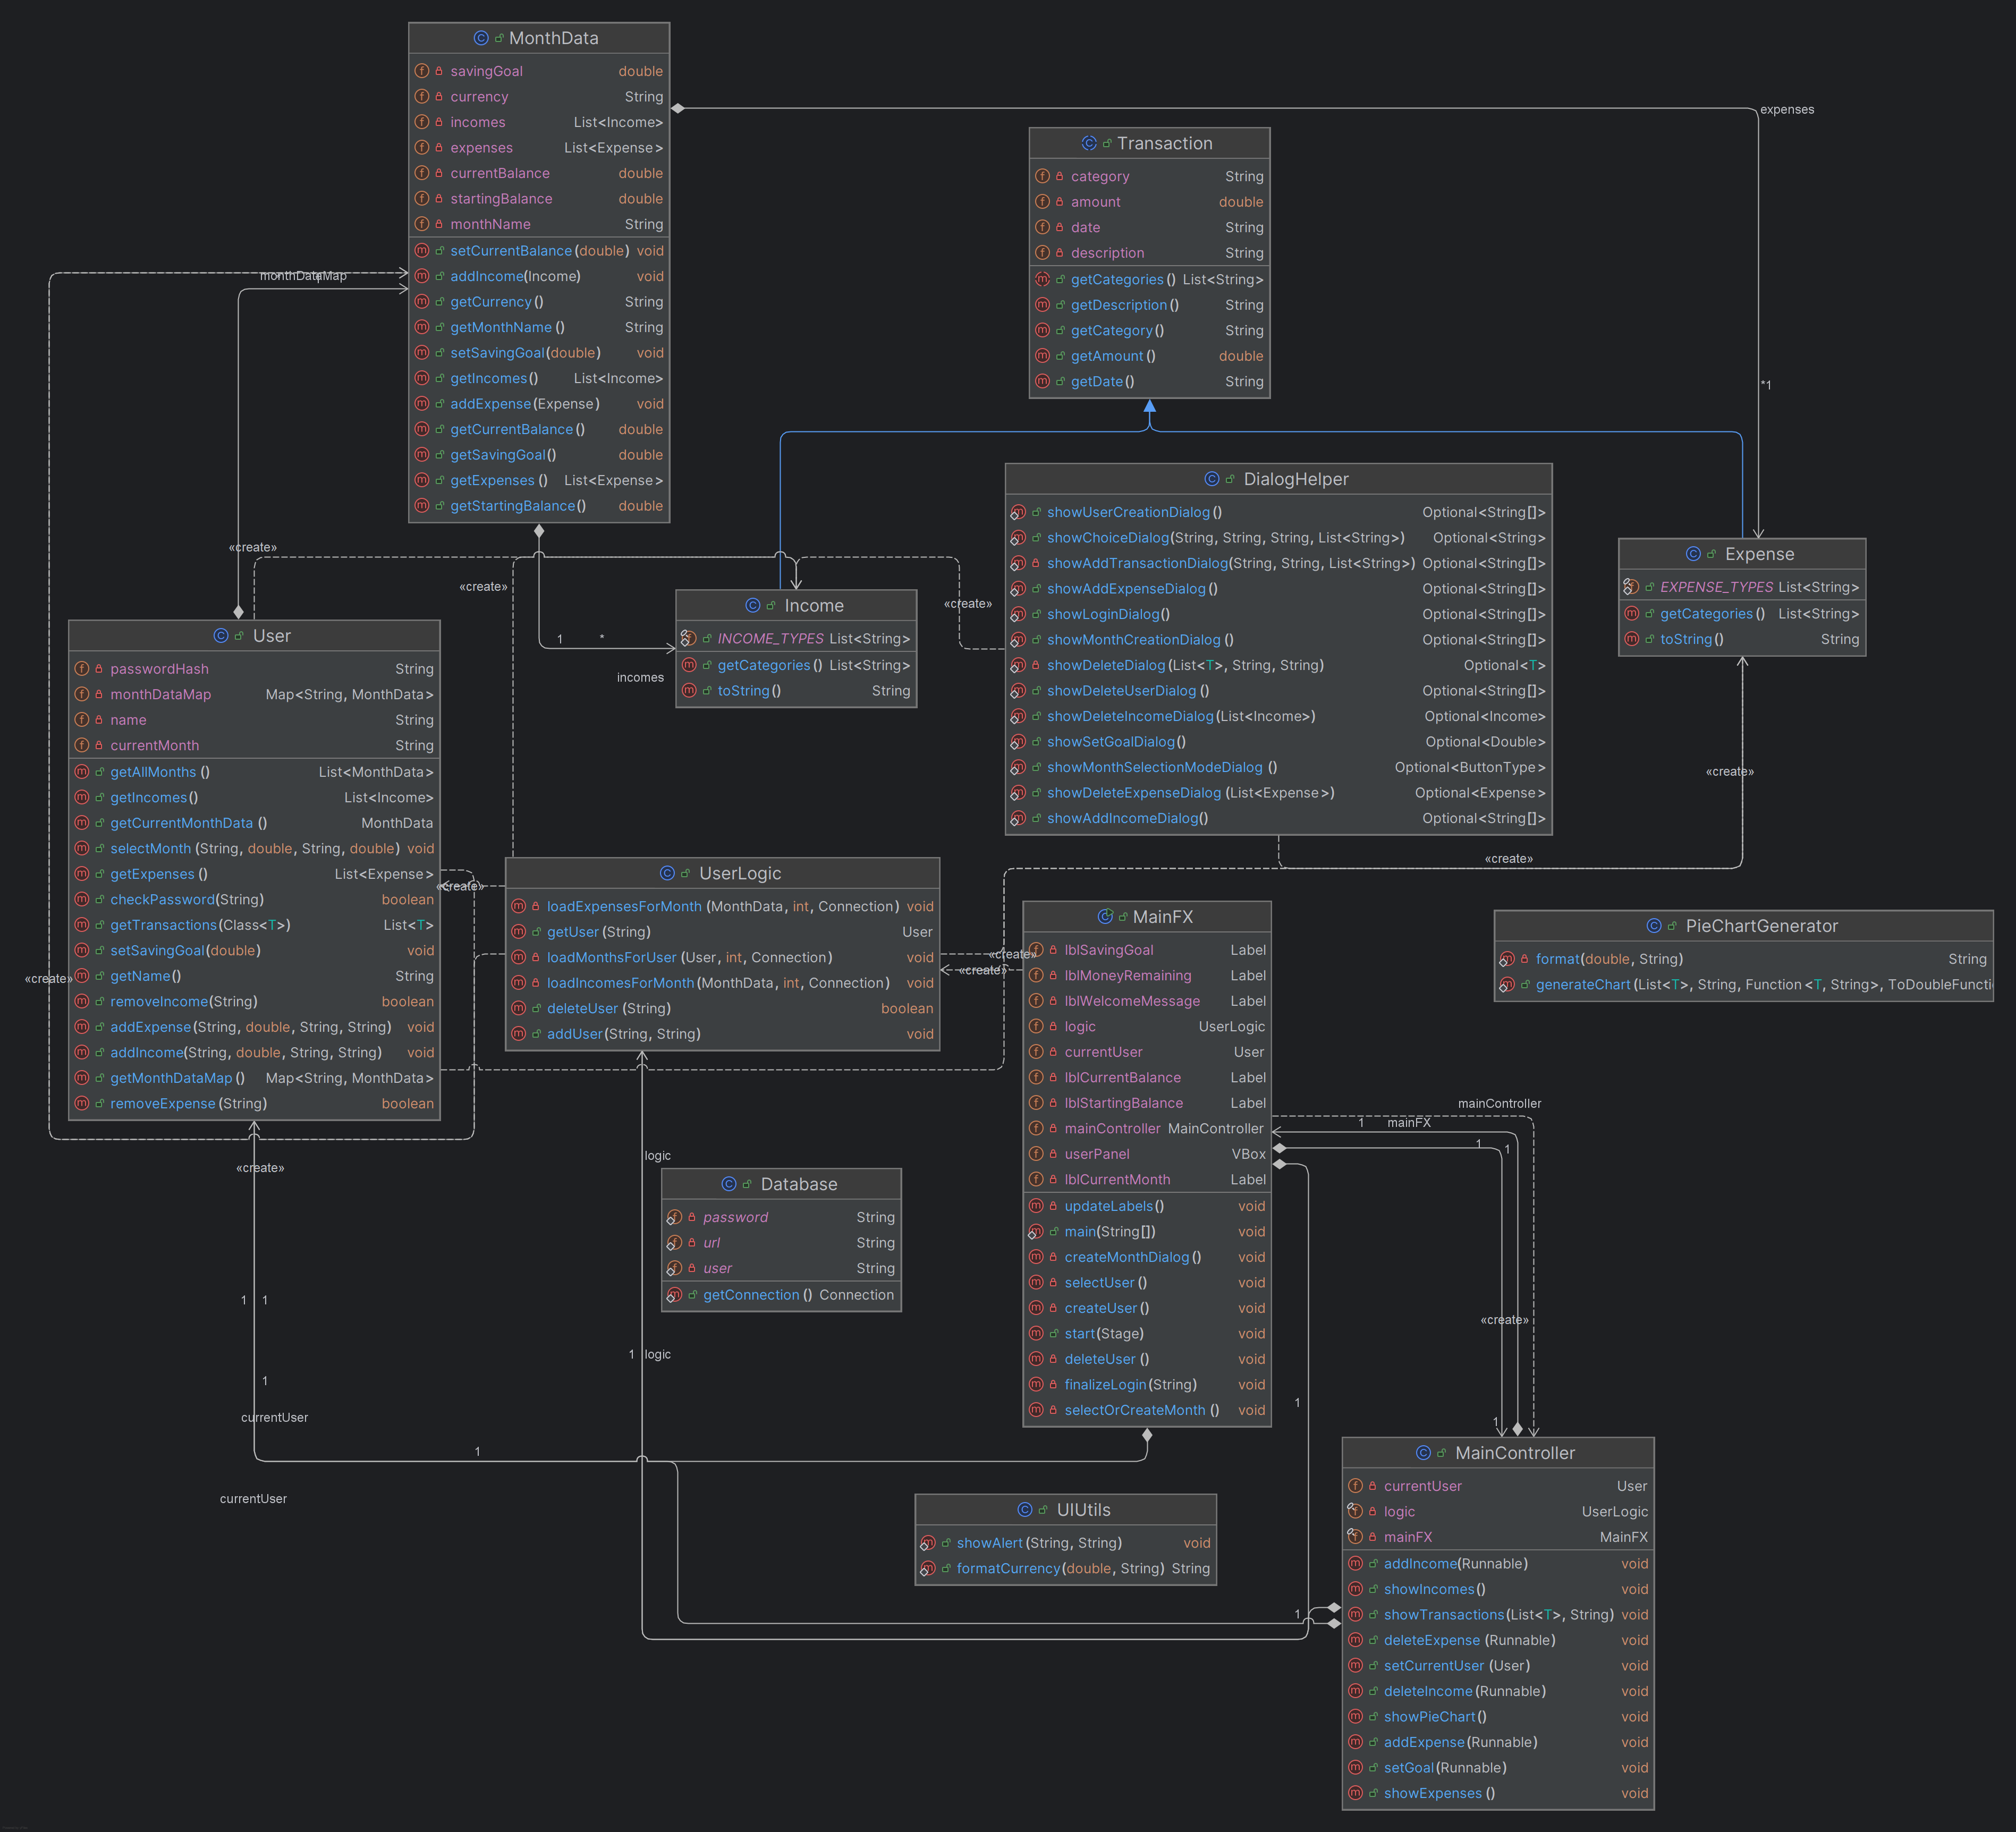 MonthData
savingGoal double
currency String
incomes List<Income>
expenses List<Expense>
currentBalance double
startingBalance double
monthName String
setCurrentBalance(double) void
addIncome(Income) void
getCurrency() String
getMonthName() String
setSavingGoal(double) void
getIncomes() List<Income>
addExpense(Expense) void
getCurrentBalance() double
getSavingGoal() double
getExpenses() List<Expense>
getStartingBalance() double
expenses
*1
Transaction
category String
amount double
date String
description String
getCategories() List<String>
getDescription() String
getCategory() String
getAmount() double
getDate() String
monthDataMap
DialogHelper
showUserCreationDialog() Optional<String[]>
showChoiceDialog(String, String, String, List<String>) Optional<String>
showAddTransactionDialog(String, String, List<String>) Optional<String[]>
showAddExpenseDialog() Optional<String[]>
showLoginDialog() Optional<String[]>
showMonthCreationDialog() Optional<String[]>
showDeleteDialog(List<T>, String, String) Optional<T>
showDeleteUserDialog() Optional<String[]>
showDeleteIncomeDialog(List<Income>) Optional<Income>
showSetGoalDialog() Optional<Double>
showMonthSelectionModeDialog() Optional<ButtonType>
showDeleteExpenseDialog(List<Expense>) Optional<Expense>
showAddIncomeDialog() Optional<String[]>
Expense
EXPENSE_TYPES List<String>
getCategories() List<String>
toString() String
«create»
«create»
«create»
Income
INCOME_TYPES List<String>
getCategories() List<String>
toString() String
1 *
incomes
User
passwordHash String
monthDataMap Map<String, MonthData>
name String
currentMonth String
getAllMonths() List<MonthData>
getIncomes() List<Income>
getCurrentMonthData() MonthData
selectMonth(String, double, String, double) void
getExpenses() List<Expense>
checkPassword(String) boolean
getTransactions(Class<T>) List<T>
setSavingGoal(double) void
getName() String
removeIncome(String) boolean
addExpense(String, double, String, String) void
addIncome(String, double, String, String) void
getMonthDataMap() Map<String, MonthData>
removeExpense(String) boolean
«create»
«create»
«create»
«create»
UserLogic
loadExpensesForMonth(MonthData, int, Connection) void
getUser(String) User
loadMonthsForUser(User, int, Connection) void
loadIncomesForMonth(MonthData, int, Connection) void
deleteUser(String) boolean
addUser(String, String) void
«create»
«create»
MainFX
lblSavingGoal Label
lblMoneyRemaining Label
lblWelcomeMessage Label
logic UserLogic
currentUser User
lblCurrentBalance Label
lblStartingBalance Label
mainController MainController
userPanel VBox
lblCurrentMonth Label
updateLabels() void
main(String[]) void
createMonthDialog() void
selectUser() void
createUser() void
start(Stage) void
deleteUser() void
finalizeLogin(String) void
selectOrCreateMonth() void
PieChartGenerator
format(double, String) String
generateChart(List<T>, String, Function<T, String>, ToDoubleFuncti
mainController
1 mainFX
1 1
«create»
1
«create»
logic
Database
password String
url String
user String
getConnection() Connection
1 1
1 logic
1
currentUser
1
1
currentUser
UIUtils
showAlert(String, String) void
formatCurrency(double, String) String
1
MainController
currentUser User
logic UserLogic
mainFX MainFX
addIncome(Runnable) void
showIncomes() void
showTransactions(List<T>, String) void
deleteExpense(Runnable) void
setCurrentUser(User) void
deleteIncome(Runnable) void
showPieChart() void
addExpense(Runnable) void
setGoal(Runnable) void
showExpenses() void